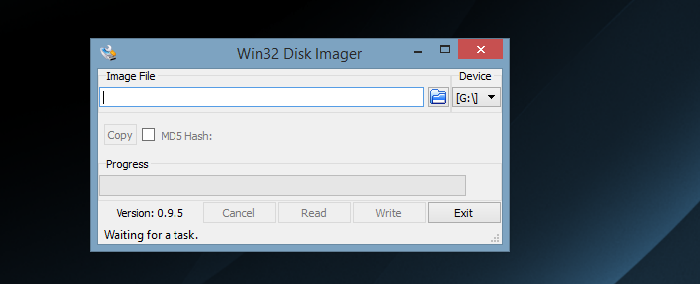 Win32 Disk Imager
Image File
Device
[G:\]
Copy
MD5 Hash:
Progress
Version: 0.9.5
Cancel
Read
Write
Exit
Waiting for a task.